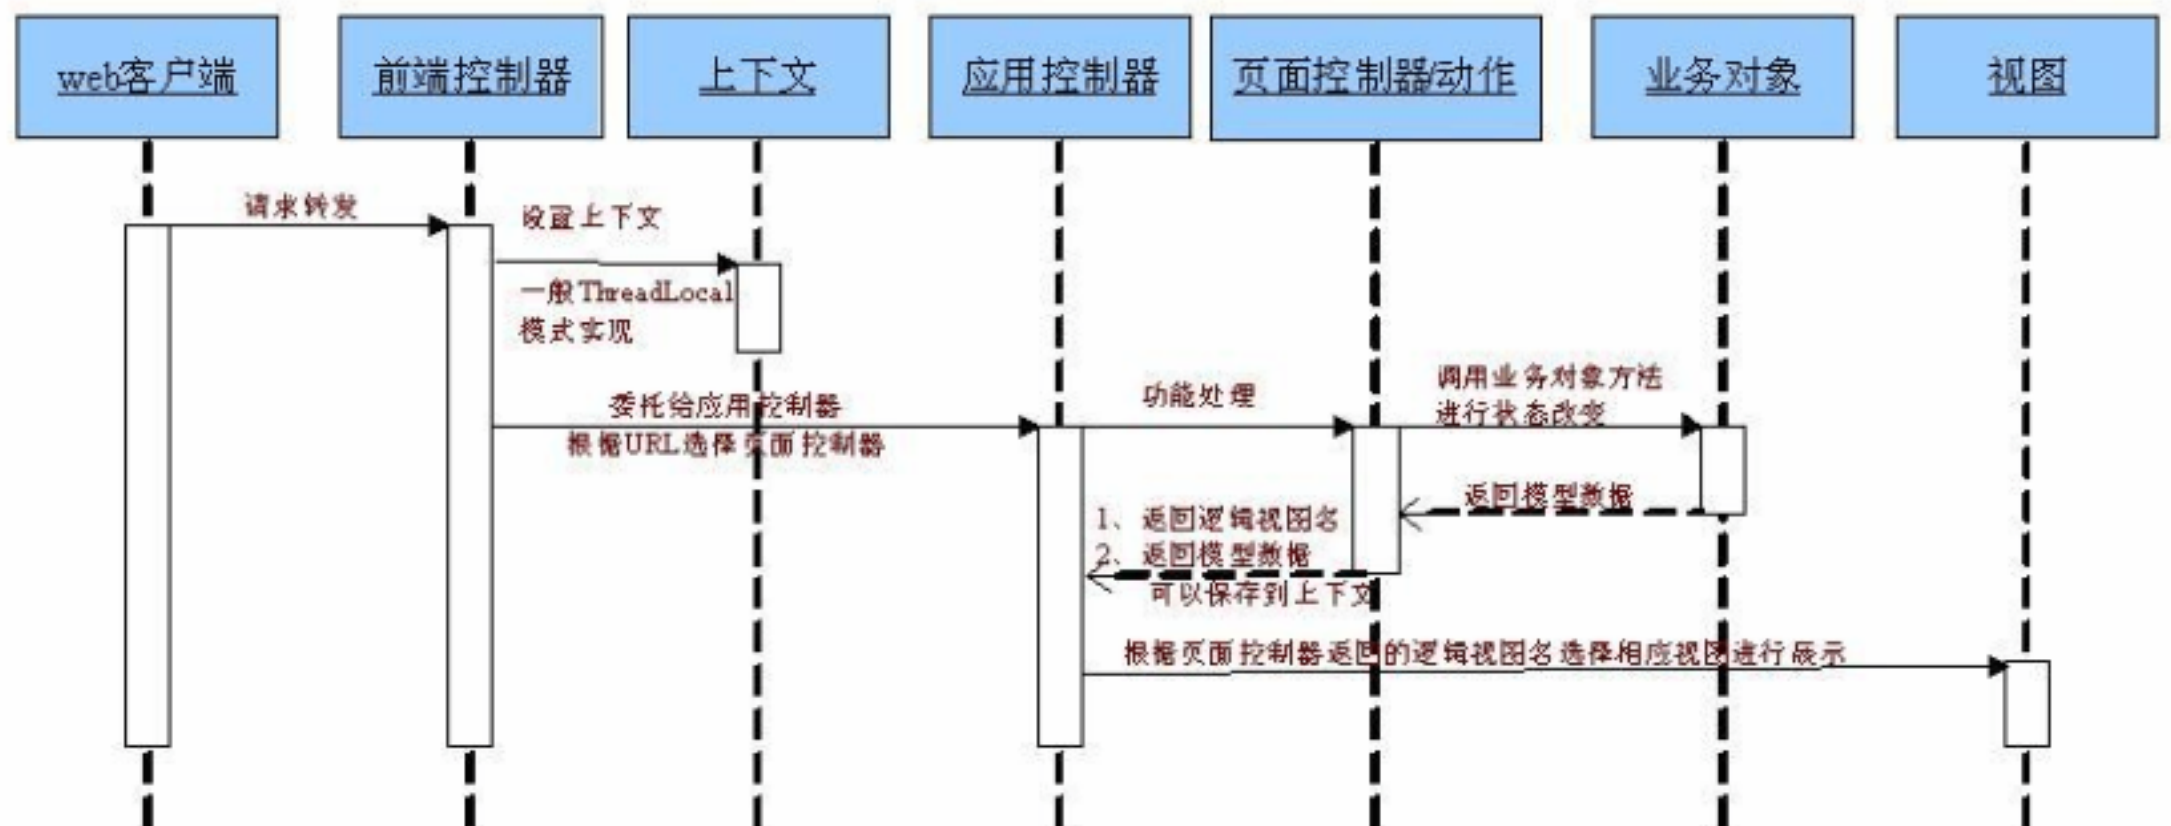 web客户端
前端控制器
上下文
应用控制器
页面控制器/动作
业务对象
视图
请求转发
设置上下文
一般ThreadLocal
模式实现
委托给应用控制器
根据URL选择页面控制器
功能处理
调用业务对象方法
进行状态改变
返回模型数据
1、返回逻辑视图名
2、返回模型数据
可以保存到上下文
根据页面控制器返回的逻辑视图名选择相应视图进行展示